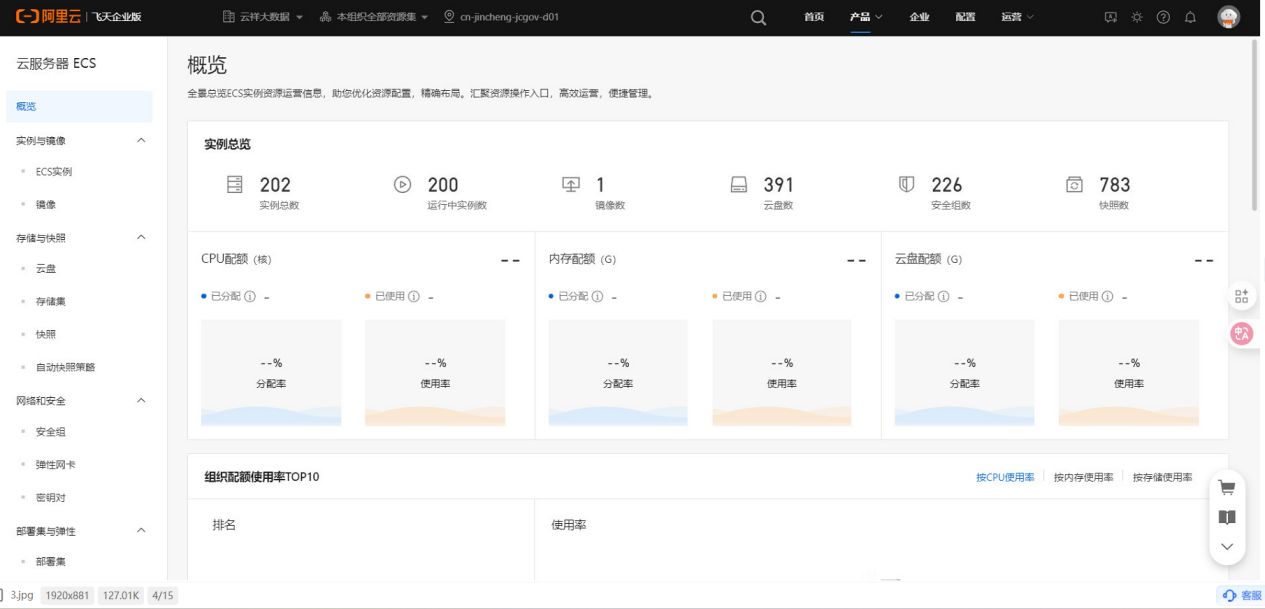 阿里云 | 飞天企业版 云祥大数据 本组织全部资源集 cn-jincheng-jcgov-d01 首页 产品 企业 配置 运营
云服务器 ECS
概览
实例与镜像
ECS实例
镜像
存储与快照
云盘
存储集
快照
自动快照策略
网络和安全
安全组
弹性网卡
密钥对
部署集与弹性
部署集
概览
全景总览ECS实例资源运营信息，助您优化资源配置，精确布局。汇聚资源操作入口，高效运营，便捷管理。
实例总览
202 200 1 391 226 783
实例总数 运行中实例数 镜像数 云盘数 安全组数 快照数
CPU配额 (核) -- 内存配额 (G) -- 云盘配额 (G) --
已分配 - 已使用 - 已分配 - 已使用 - 已分配 - 已使用 -
--% --% --% --% --% --%
分配率 使用率 分配率 使用率 分配率 使用率
组织配额使用率TOP10 按CPU使用率 按内存使用率 按存储使用率
排名 使用率
3.jpg 1920x881 127.01K 4/15 客服